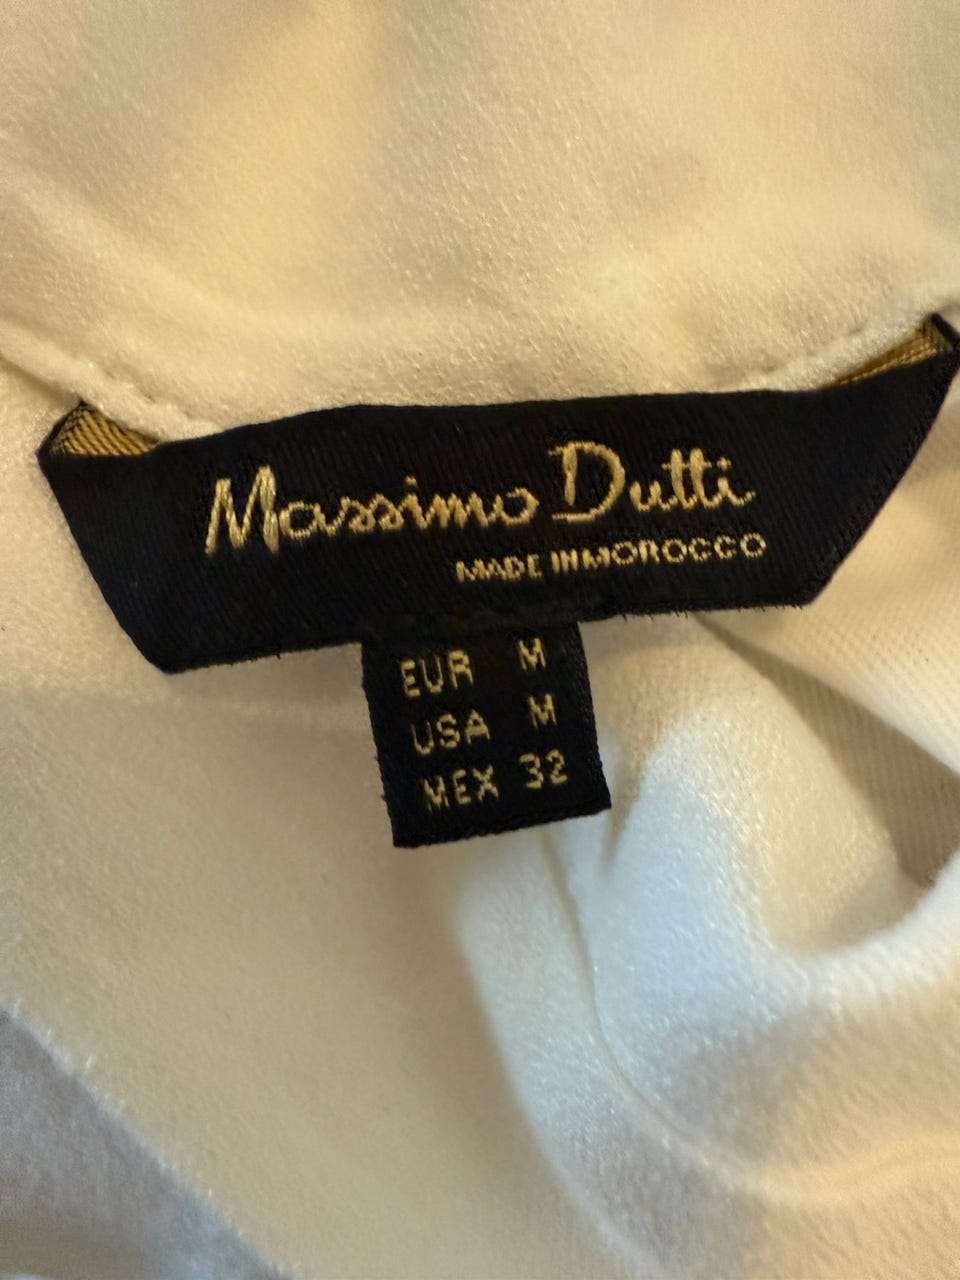 Massimo Dutti
MADE IN MOROCCO
EUR M
USA M
MEX 32